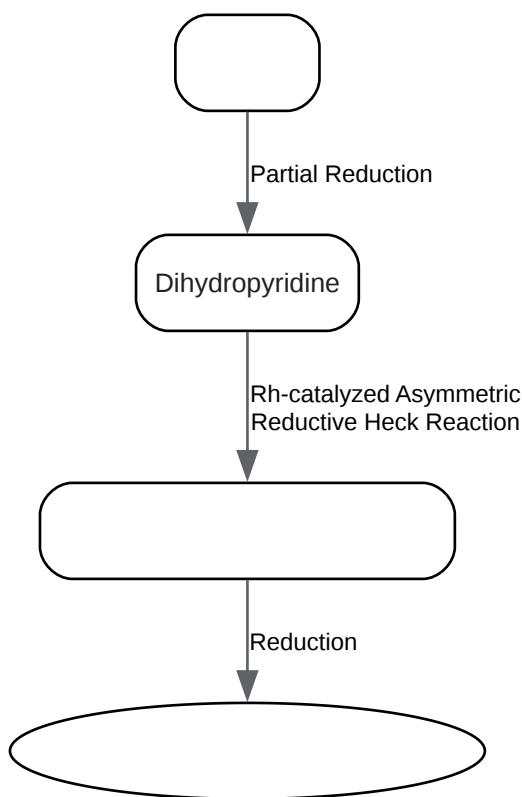 Partial Reduction
Dihydropyridine
Rh-catalyzed Asymmetric
Reductive Heck Reaction
Reduction